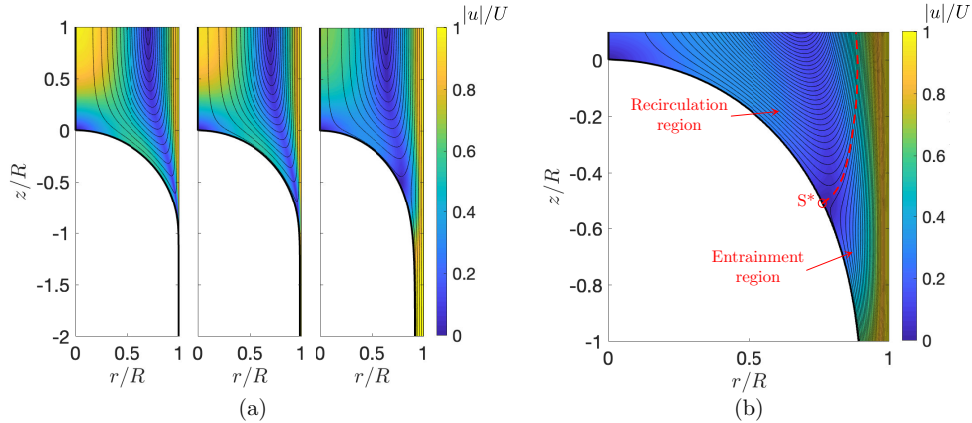 |u|/U
1
0.5
0
-0.5
-1
-1.5
-2
z/R
0 0.5 1
r/R
0 0.5 1
r/R
0 0.5 1
r/R
1
0.8
0.6
0.4
0.2
0
(a)
|u|/U
0
-0.2
-0.4
-0.6
-0.8
-1
z/R
Recirculation
region
S*
Entrainment
region
0 0.5 1
r/R
1
0.8
0.6
0.4
0.2
0
(b)